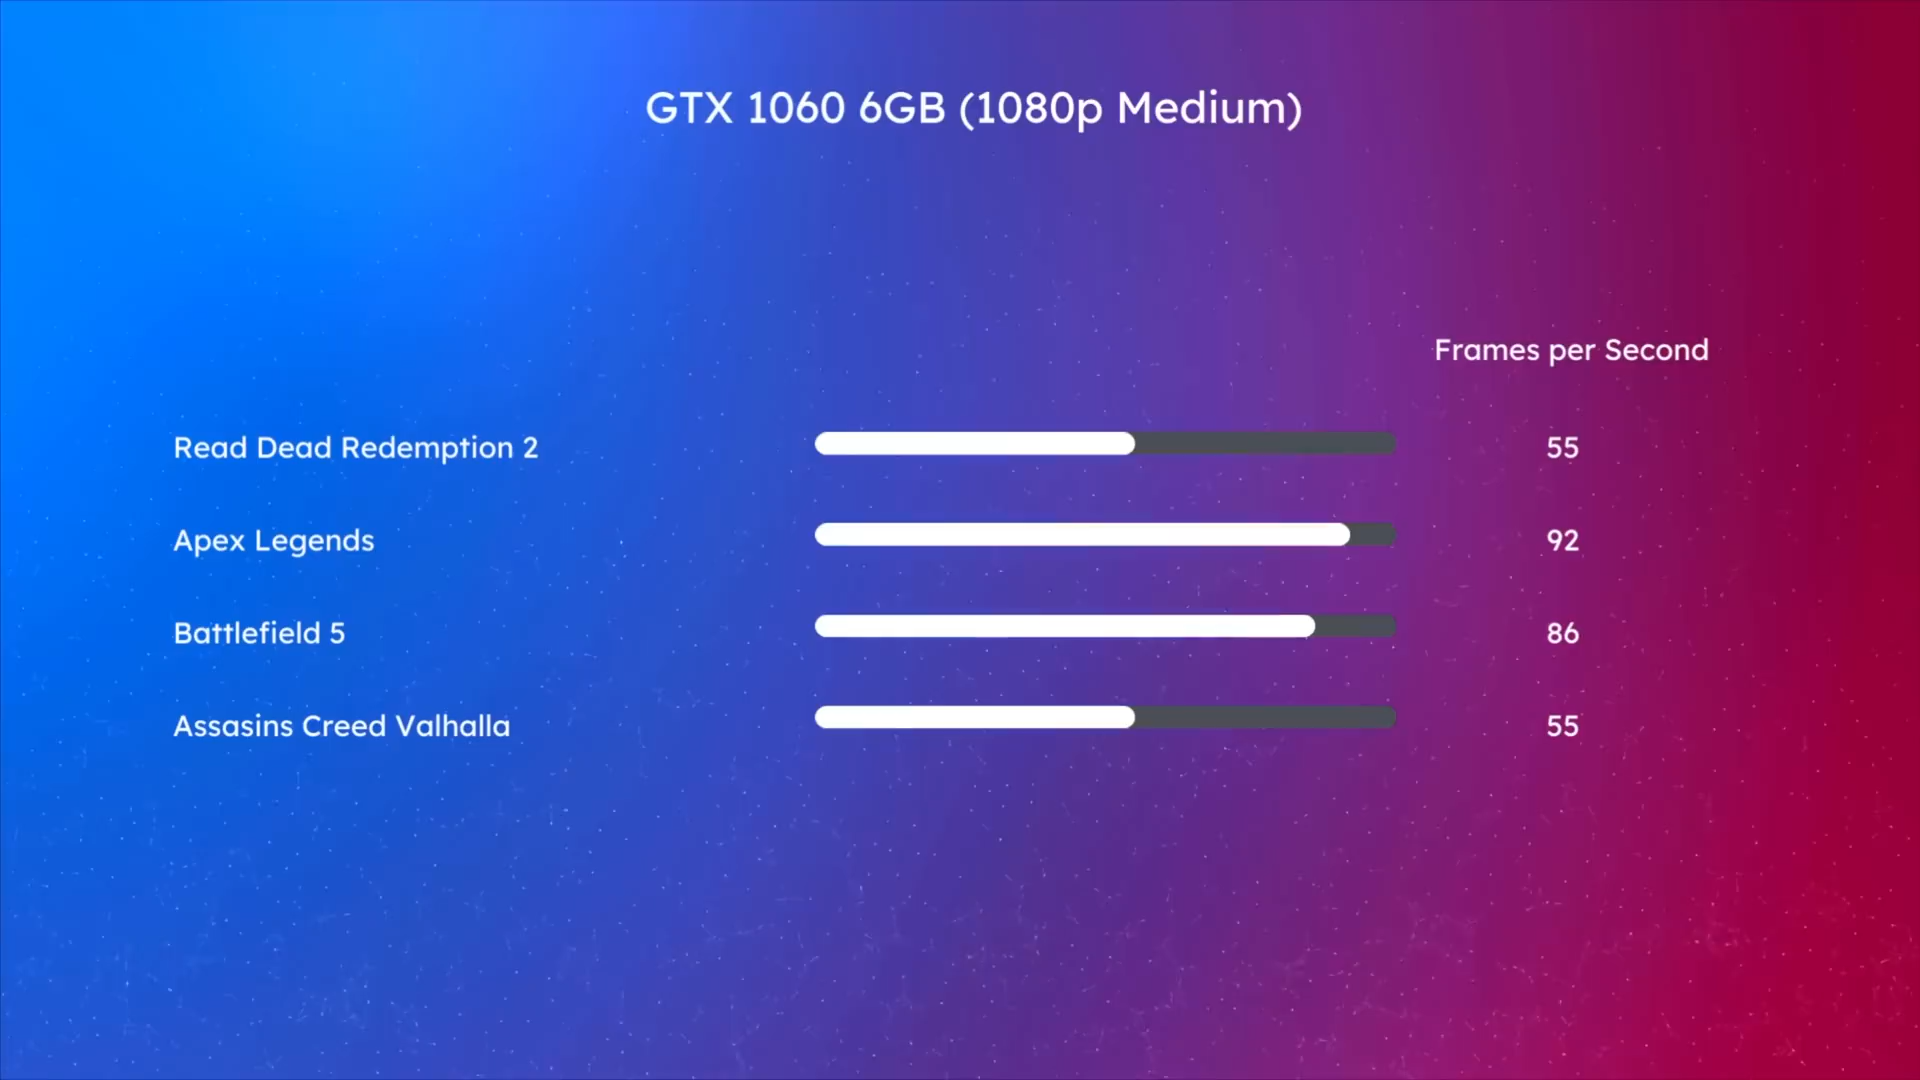 GTX 1060 6GB (1080p Medium)
Frames per Second
Read Dead Redemption 2 55
Apex Legends 92
Battlefield 5 86
Assasins Creed Valhalla 55